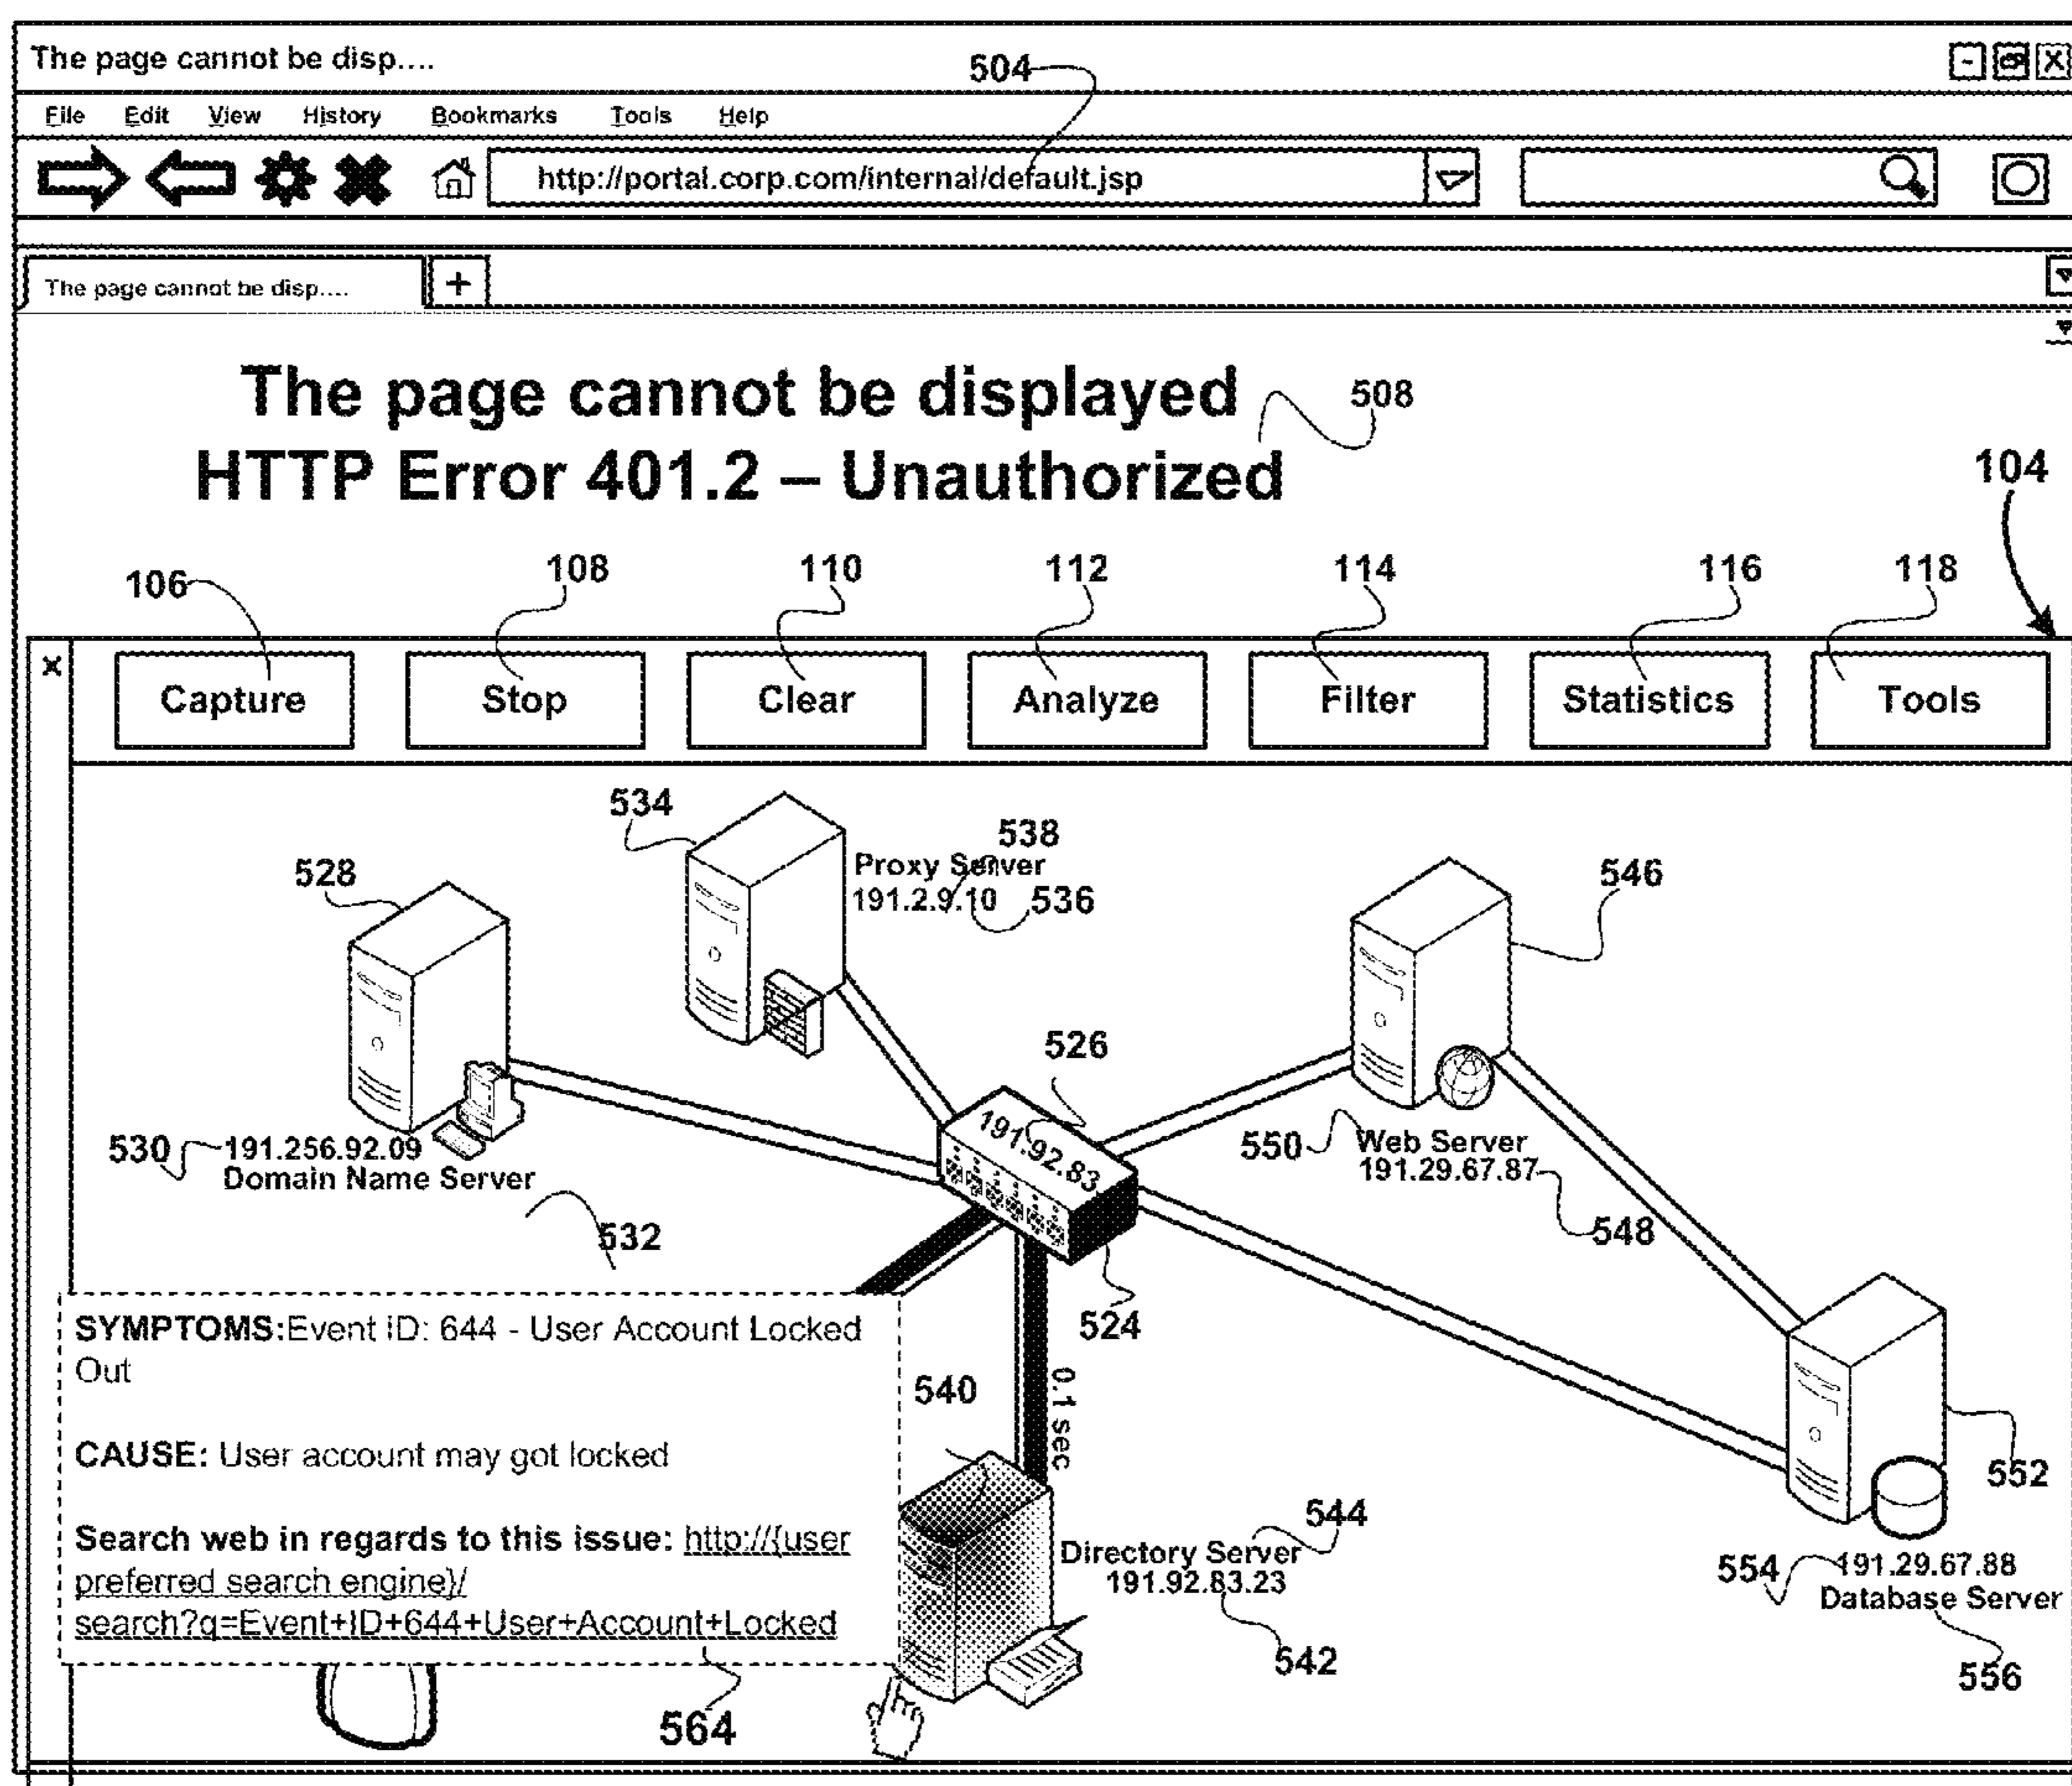 The page cannot be disp....
504
File Edit View History Bookmarks Tools Help
http://portal.corp.com/internal/default.jsp
The page cannot be disp....
+
The page cannot be displayed
508
HTTP Error 401.2 – Unauthorized
104
106 108 110 112 114 116 118
x
Capture Stop Clear Analyze Filter Statistics Tools
534
538
Proxy Server
191.2.9.10
536
528
546
526
191.92.83
530
191.256.92.09
Domain Name Server
532
550
Web Server
191.29.67.87
548
524
SYMPTOMS:Event ID: 644 - User Account Locked
Out
CAUSE: User account may got locked
Search web in regards to this issue: http://{user
preferred search engine}/
search?q=Event+ID+644+User+Account+Locked
540
0.1 sec
552
544
Directory Server
191.92.83.23
542
554
191.29.67.88
Database Server
556
564